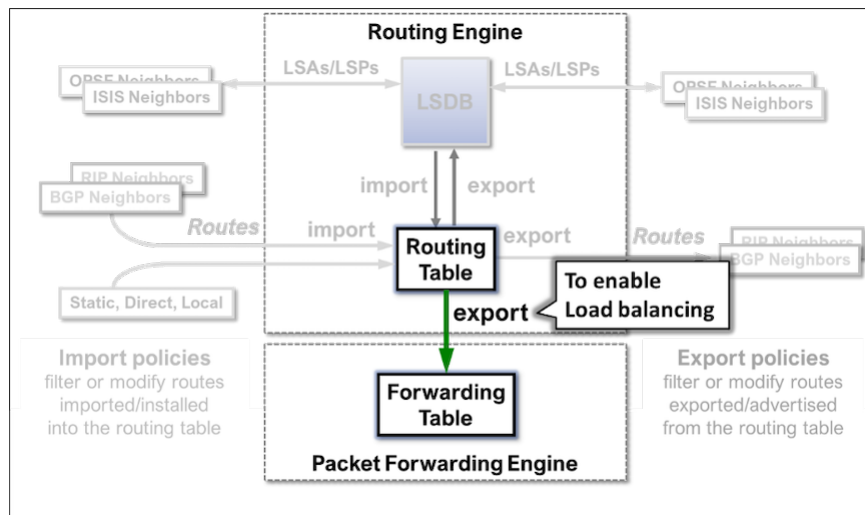 Routing Engine
LSAs/LSPs
LSAs/LSPs
OPSF Neighbors
ISIS Neighbors
LSDB
OPSF Neighbors
ISIS Neighbors
import
export
RIP Neighbors
BGP Neighbors
Routes
import
Routing
Table
export
Routes
RIP Neighbors
BGP Neighbors
Static, Direct, Local
export
To enable
Load balancing
Import policies
filter or modify routes
imported/installed
into the routing table
Forwarding
Table
Packet Forwarding Engine
Export policies
filter or modify routes
exported/advertised
from the routing table